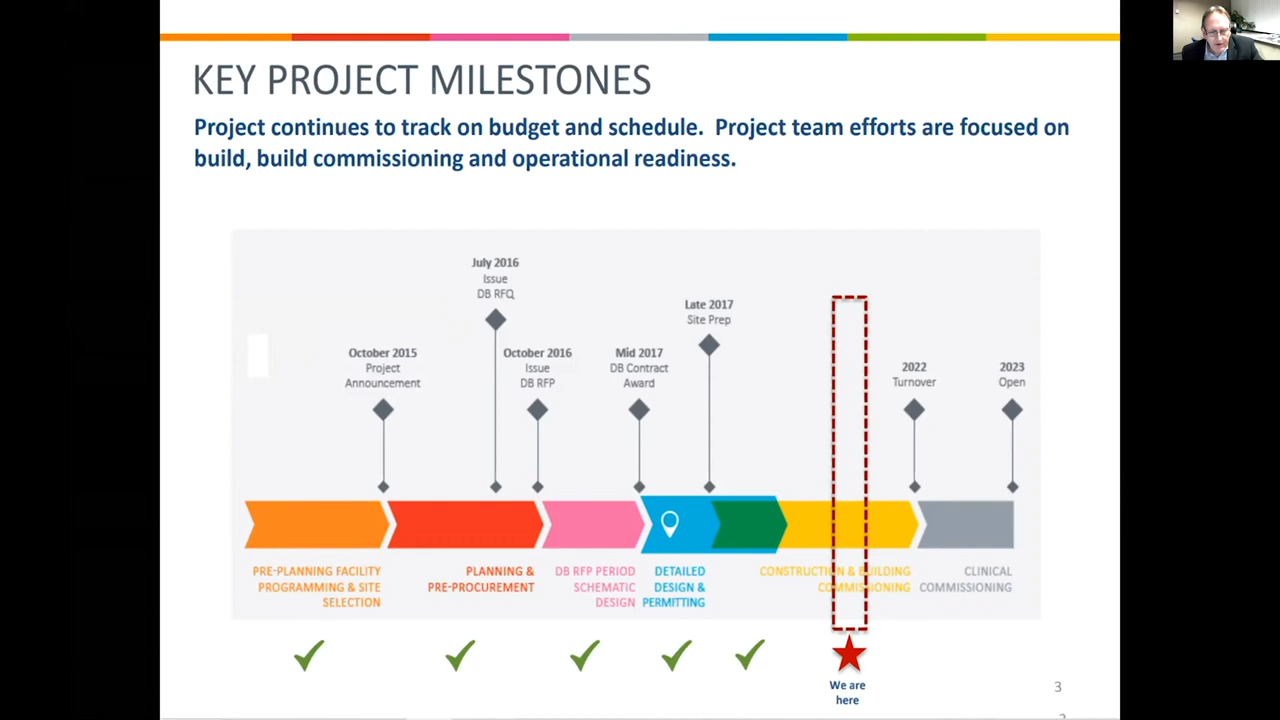 KEY PROJECT MILESTONES
Project continues to track on budget and schedule. Project team efforts are focused on
build, build commissioning and operational readiness.
July 2016
Issue
DB RFQ
Late 2017
Site Prep
October 2015
Project
Announcement
October 2016
Issue
DB RFP
Mid 2017
DB Contract
Award
2022
Turnover
2023
Open
PRE-PLANNING FACILITY
PROGRAMMING & SITE
SELECTION
PLANNING &
PRE-PROCUREMENT
DB RFP PERIOD
SCHEMATIC
DESIGN
DETAILED
DESIGN &
PERMITTING
CONSTRUCTION & BUILDING
COMMISSIONING
CLINICAL
COMMISSIONING
We are
here
3